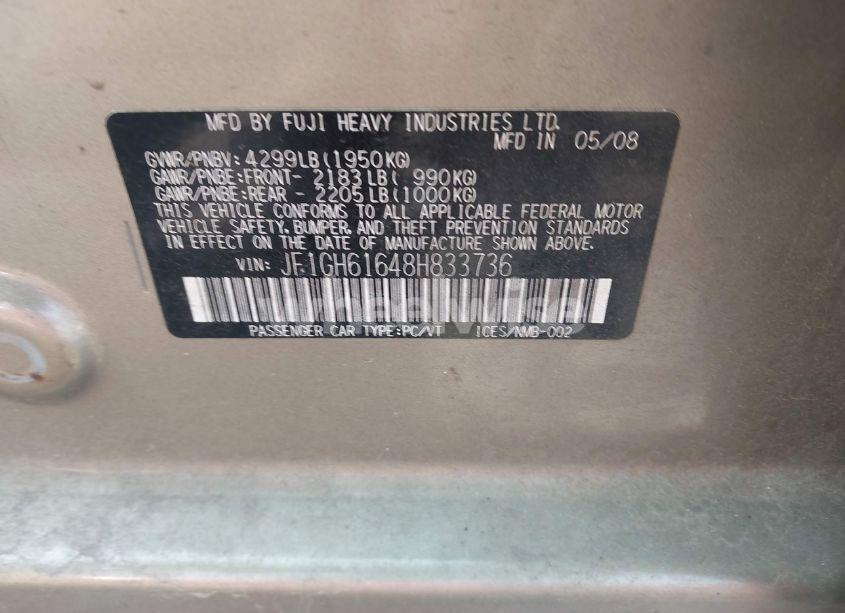 MFD BY FUJI HEAVY INDUSTRIES LTD.
MFD IN 05/08
GVWR/PNBV: 4299LB(1950KG)
GAWR/PNBE:FRONT- 2183LB( 990KG)
GAWR/PNBE:REAR - 2205LB(1000KG)
THIS VEHICLE CONFORMS TO ALL APPLICABLE FEDERAL MOTOR
VEHICLE SAFETY, BUMPER, AND THEFT PREVENTION STANDARDS
IN EFFECT ON THE DATE OF MANUFACTURE SHOWN ABOVE.
VIN: JF1GH61648H833736
PASSENGER CAR TYPE:PC/VT ICES/NMB-002